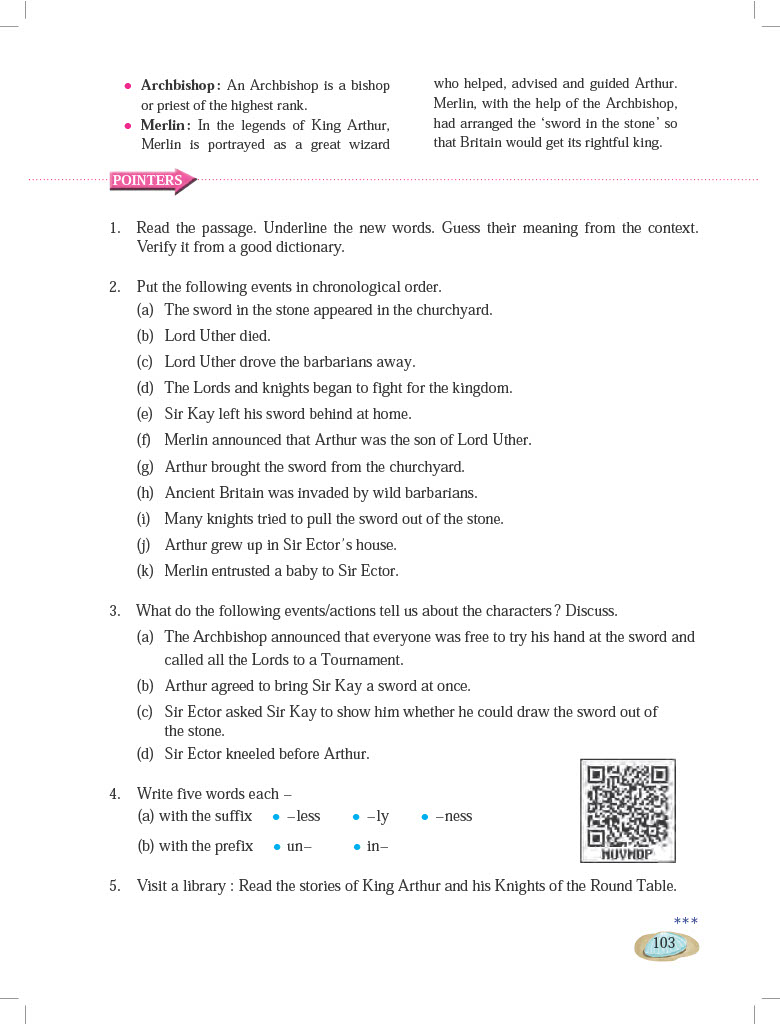 • Archbishop : An Archbishop is a bishop
or priest of the highest rank.
• Merlin : In the legends of King Arthur,
Merlin is portrayed as a great wizard
who helped, advised and guided Arthur.
Merlin, with the help of the Archbishop,
had arranged the ‘sword in the stone’ so
that Britain would get its rightful king.
POINTERS
1. Read the passage. Underline the new words. Guess their meaning from the context.
Verify it from a good dictionary.
2. Put the following events in chronological order.
(a) The sword in the stone appeared in the churchyard.
(b) Lord Uther died.
(c) Lord Uther drove the barbarians away.
(d) The Lords and knights began to fight for the kingdom.
(e) Sir Kay left his sword behind at home.
(f) Merlin announced that Arthur was the son of Lord Uther.
(g) Arthur brought the sword from the churchyard.
(h) Ancient Britain was invaded by wild barbarians.
(i) Many knights tried to pull the sword out of the stone.
(j) Arthur grew up in Sir Ector's house.
(k) Merlin entrusted a baby to Sir Ector.
3. What do the following events/actions tell us about the characters ? Discuss.
(a) The Archbishop announced that everyone was free to try his hand at the sword and
called all the Lords to a Tournament.
(b) Arthur agreed to bring Sir Kay a sword at once.
(c) Sir Ector asked Sir Kay to show him whether he could draw the sword out of
the stone.
(d) Sir Ector kneeled before Arthur.
4. Write five words each –
(a) with the suffix • –less • –ly • –ness
(b) with the prefix • un– • in–
WUVMDP
5. Visit a library : Read the stories of King Arthur and his Knights of the Round Table.
***
103